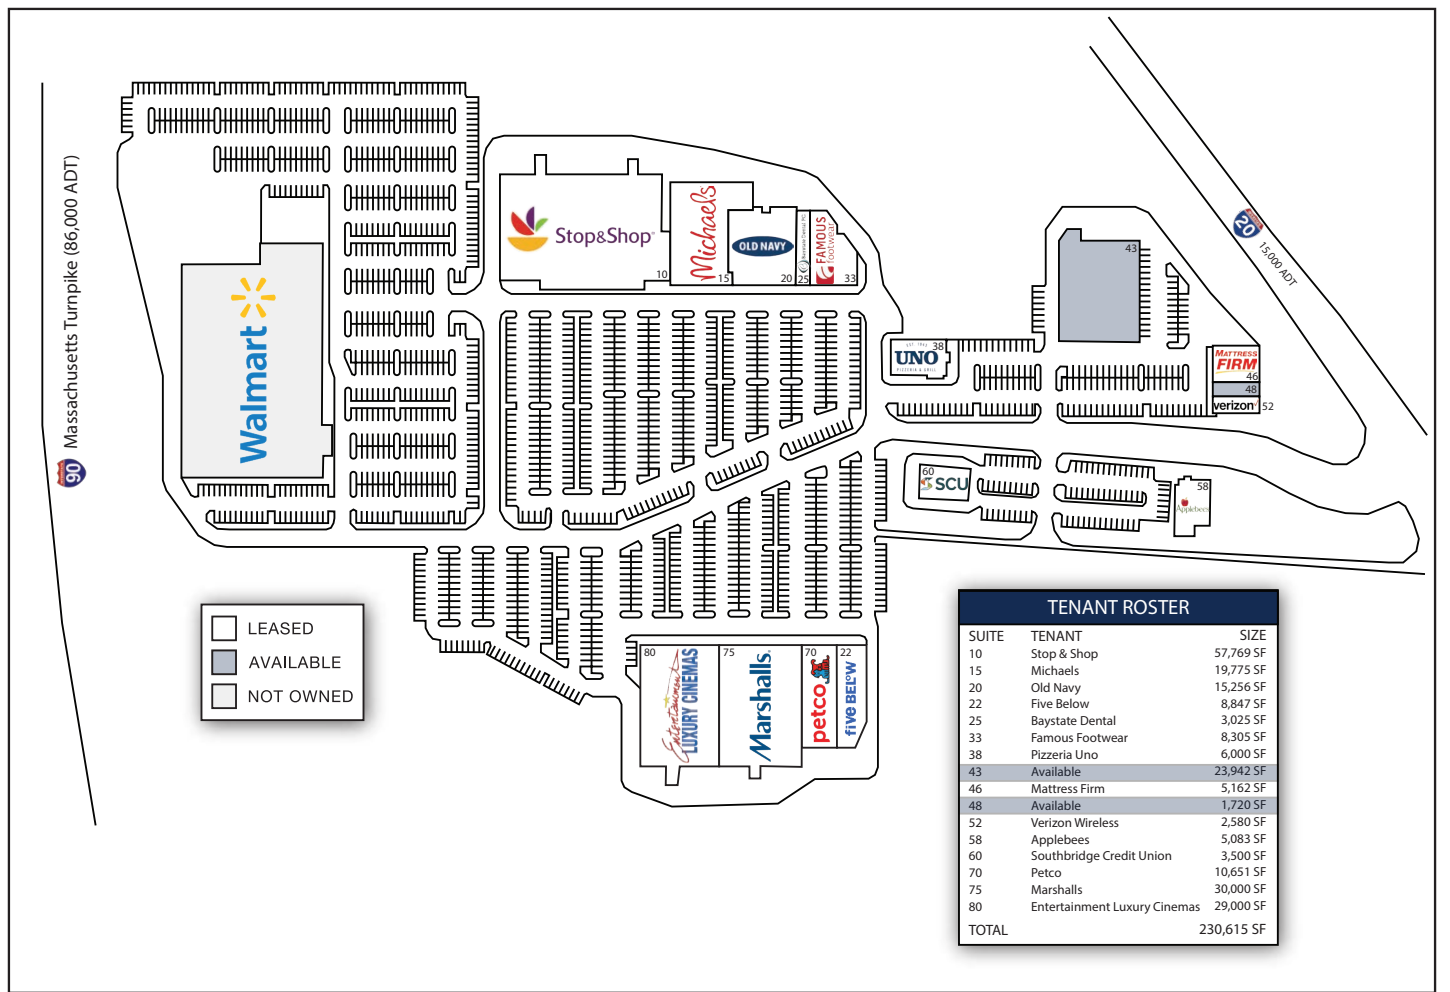 Massachusetts Turnpike (86,000 ADT)
90
Walmart
Stop&Shop
10
Michaels
15
OLD NAVY
20
Baystate Dental PC
25
FAMOUS
footwear
33
EST. 1943
UNO
PIZZERIA & GRILL
38
43
20
15,000 ADT
MATTRESS
FIRM
46
48
verizon
52
60
SCU
58
Applebees
80
Entertainment
LUXURY CINEMAS
75
Marshalls
70
petco
22
five BELOW
LEASED
AVAILABLE
NOT OWNED
TENANT ROSTER
SUITE TENANT SIZE
10 Stop & Shop 57,769 SF
15 Michaels 19,775 SF
20 Old Navy 15,256 SF
22 Five Below 8,847 SF
25 Baystate Dental 3,025 SF
33 Famous Footwear 8,305 SF
38 Pizzeria Uno 6,000 SF
43 Available 23,942 SF
46 Mattress Firm 5,162 SF
48 Available 1,720 SF
52 Verizon Wireless 2,580 SF
58 Applebees 5,083 SF
60 Southbridge Credit Union 3,500 SF
70 Petco 10,651 SF
75 Marshalls 30,000 SF
80 Entertainment Luxury Cinemas 29,000 SF
TOTAL 230,615 SF